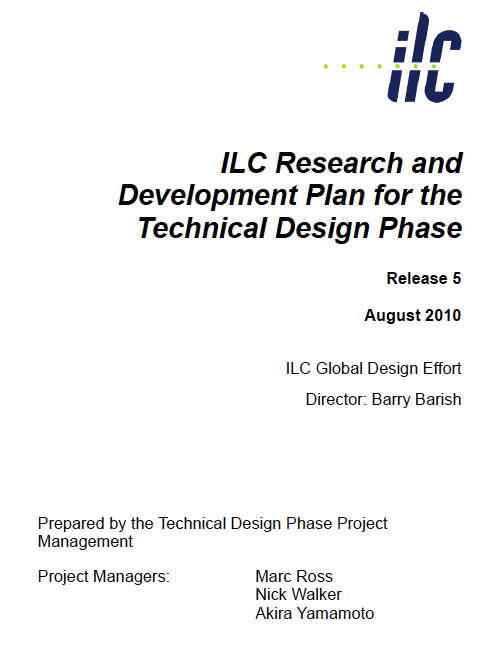 ilc
ILC Research and
Development Plan for the
Technical Design Phase
Release 5
August 2010
ILC Global Design Effort
Director: Barry Barish
Prepared by the Technical Design Phase Project
Management
Project Managers: Marc Ross
Nick Walker
Akira Yamamoto